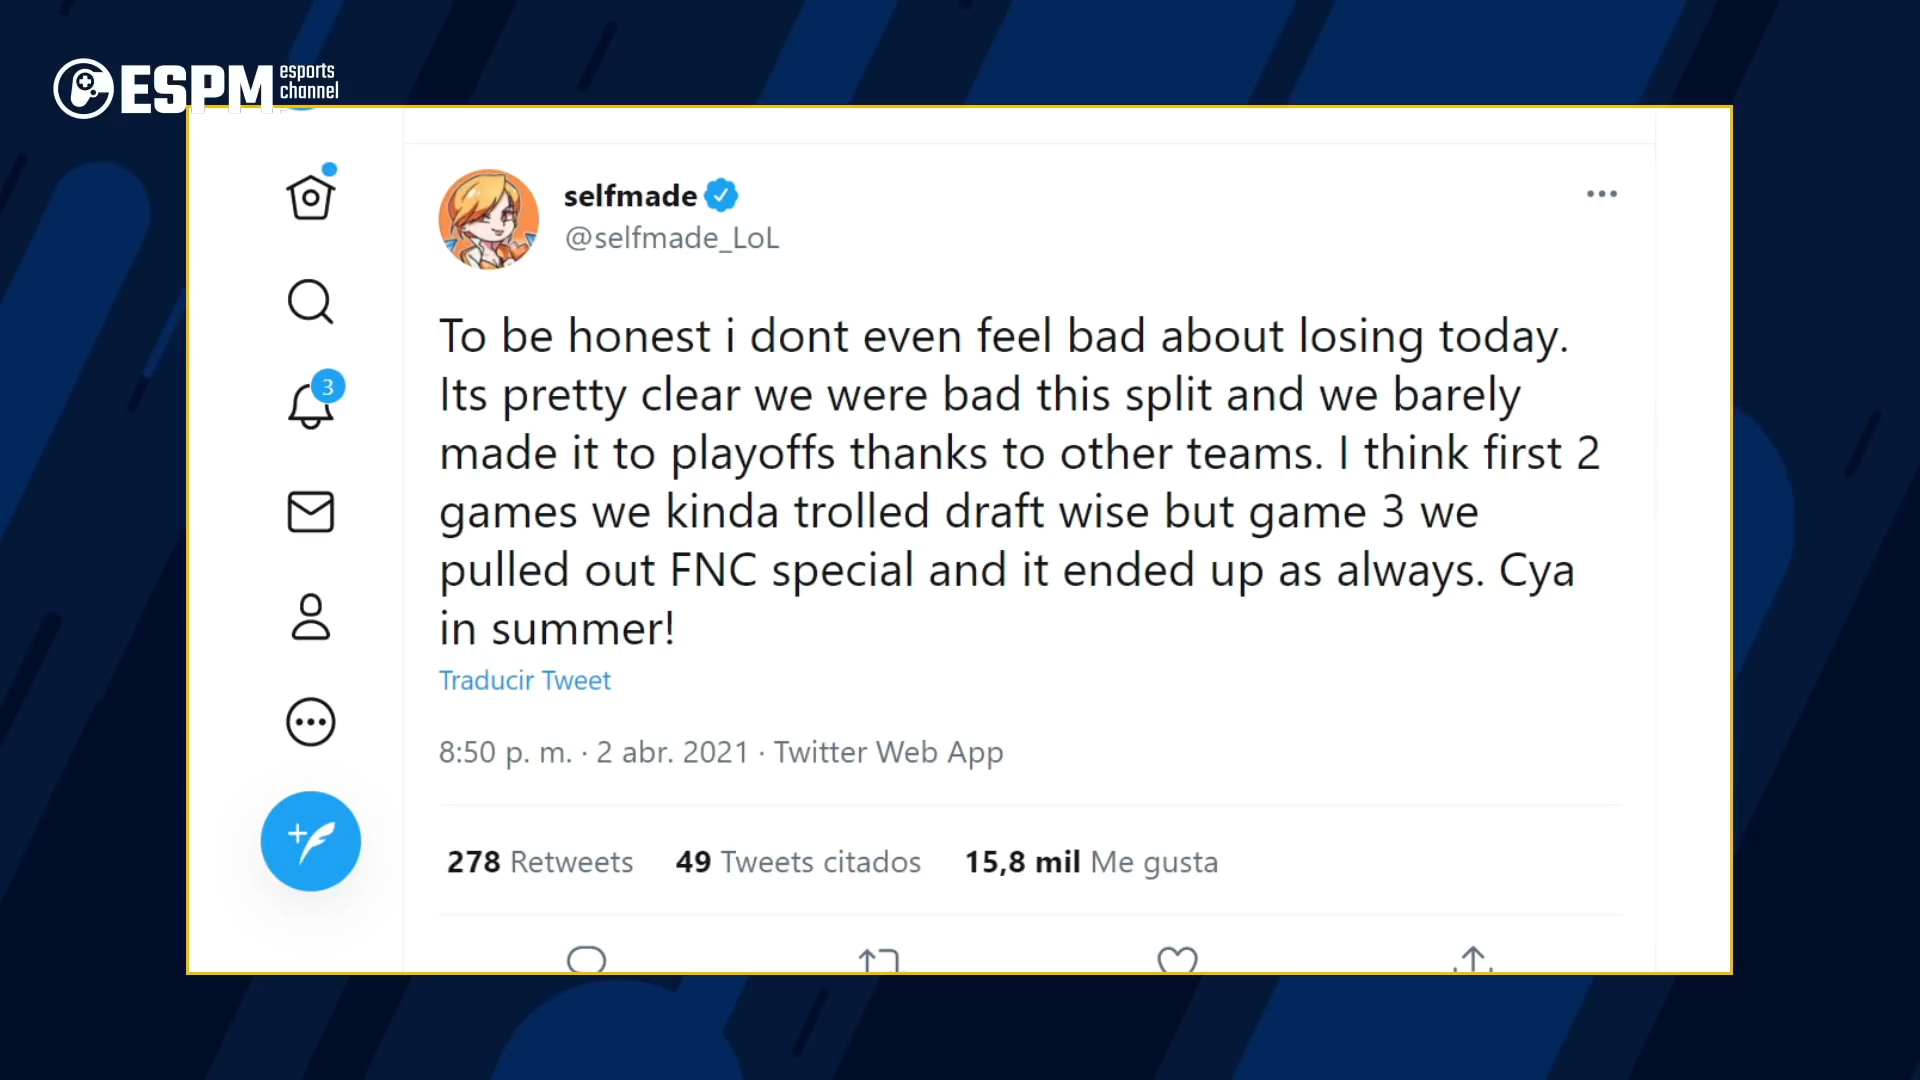 ESPM esports
channel
selfmade
@selfmade_LoL
To be honest i dont even feel bad about losing today.
Its pretty clear we were bad this split and we barely
made it to playoffs thanks to other teams. I think first 2
games we kinda trolled draft wise but game 3 we
pulled out FNC special and it ended up as always. Cya
in summer!
Traducir Tweet
8:50 p. m. · 2 abr. 2021 · Twitter Web App
278 Retweets 49 Tweets citados 15,8 mil Me gusta
3